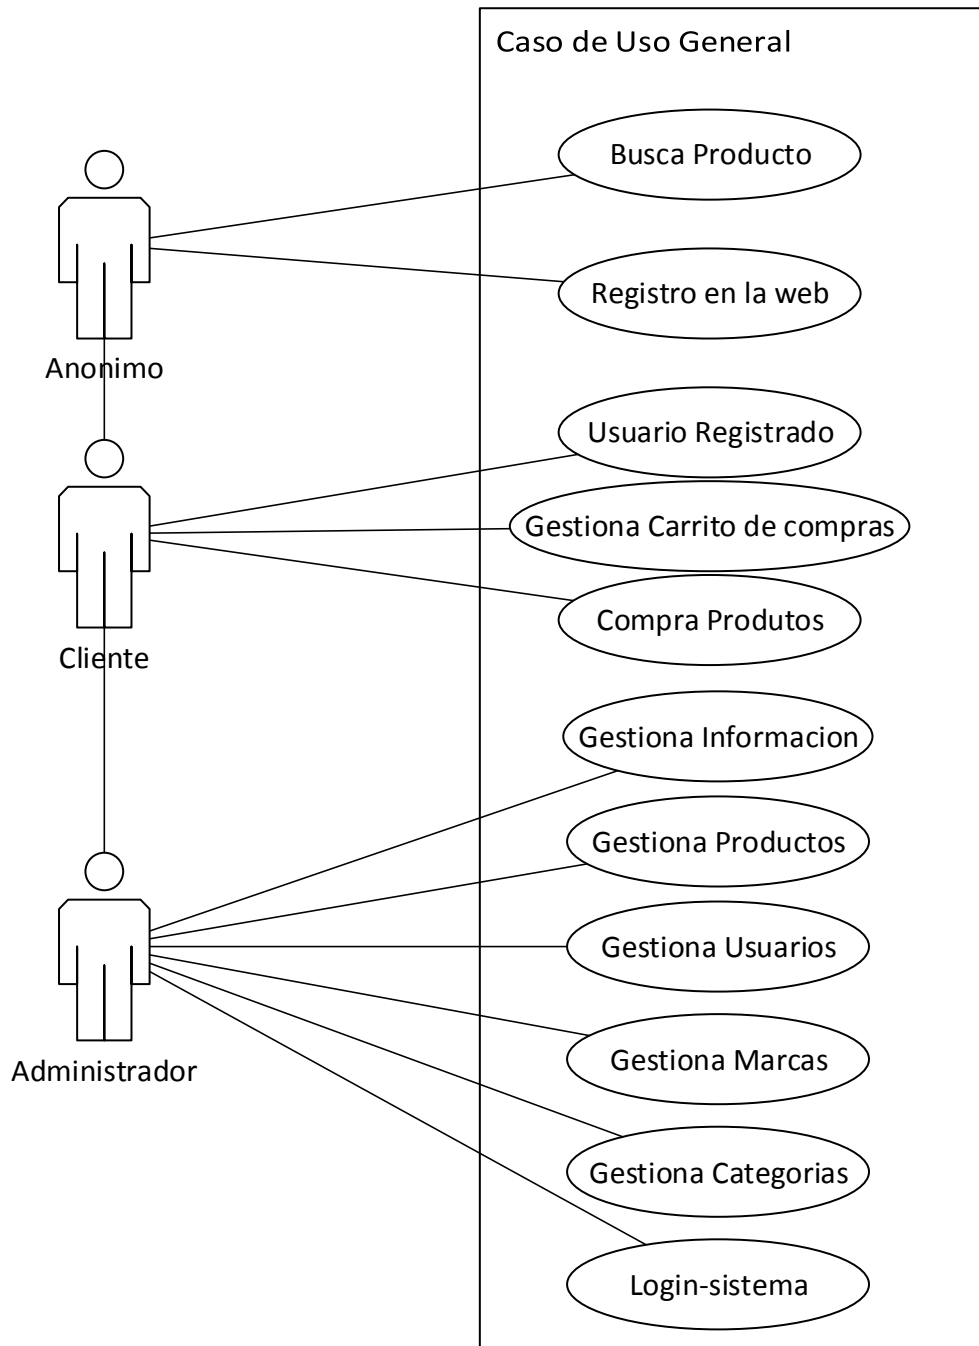 Caso de Uso General
Busca Producto
Registro en la web
Anonimo
Usuario Registrado
Gestiona Carrito de compras
Compra Produtos
Cliente
Gestiona Informacion
Gestiona Productos
Gestiona Usuarios
Gestiona Marcas
Administrador
Gestiona Categorias
Login-sistema